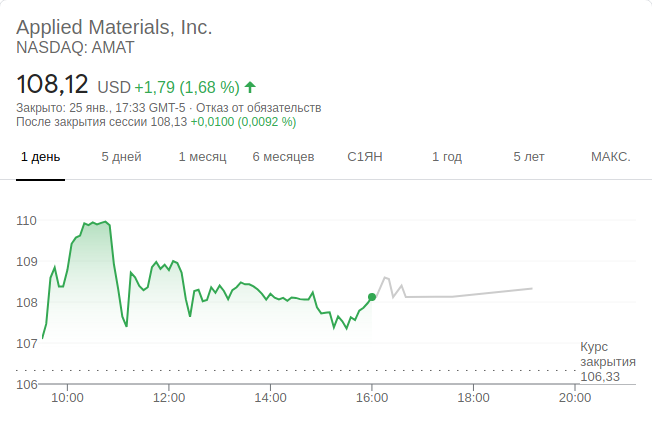 Applied Materials, Inc.
NASDAQ: AMAT
108,12 USD +1,79 (1,68 %)
Закрыто: 25 янв., 17:33 GMT-5 · Отказ от обязательств
После закрытия сессии 108,13 +0,0100 (0,0092 %)
1 день 5 дней 1 месяц 6 месяцев С1ЯН 1 год 5 лет МАКС.
110
109
108
107
106
Курс
закрытия
106,33
10:00 12:00 14:00 16:00 18:00 20:00